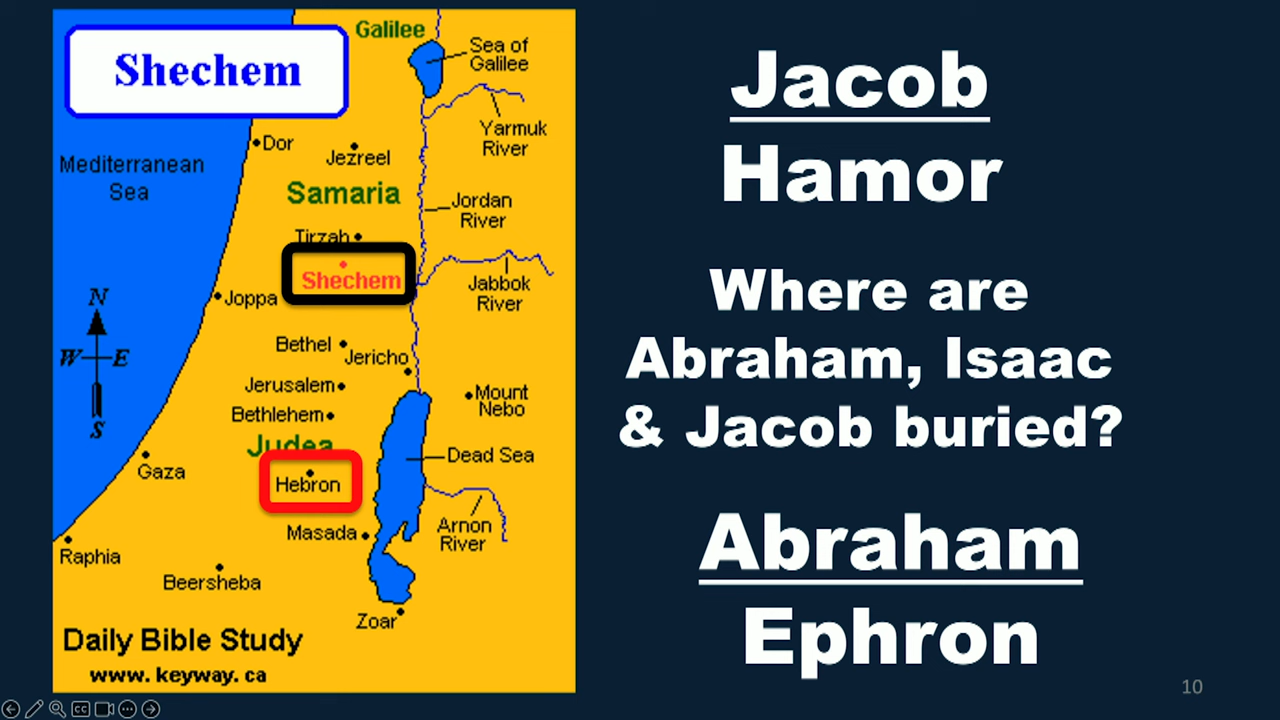 Shechem
Galilee
Sea of
Galilee
Yarmuk
River
Dor
Jezreel
Mediterranean
Sea
Samaria
Jordan
River
Tirzah
Shechem
Jabbok
River
N
Joppa
W
E
S
Bethel
Jericho
Jerusalem
Mount
Nebo
Bethlehem
Judea
Dead Sea
Gaza
Hebron
Masada
Arnon
River
Raphia
Beersheba
Zoar
Daily Bible Study
www. keyway. ca
Jacob
Hamor
Where are
Abraham, Isaac
& Jacob buried?
Abraham
Ephron
10
CC